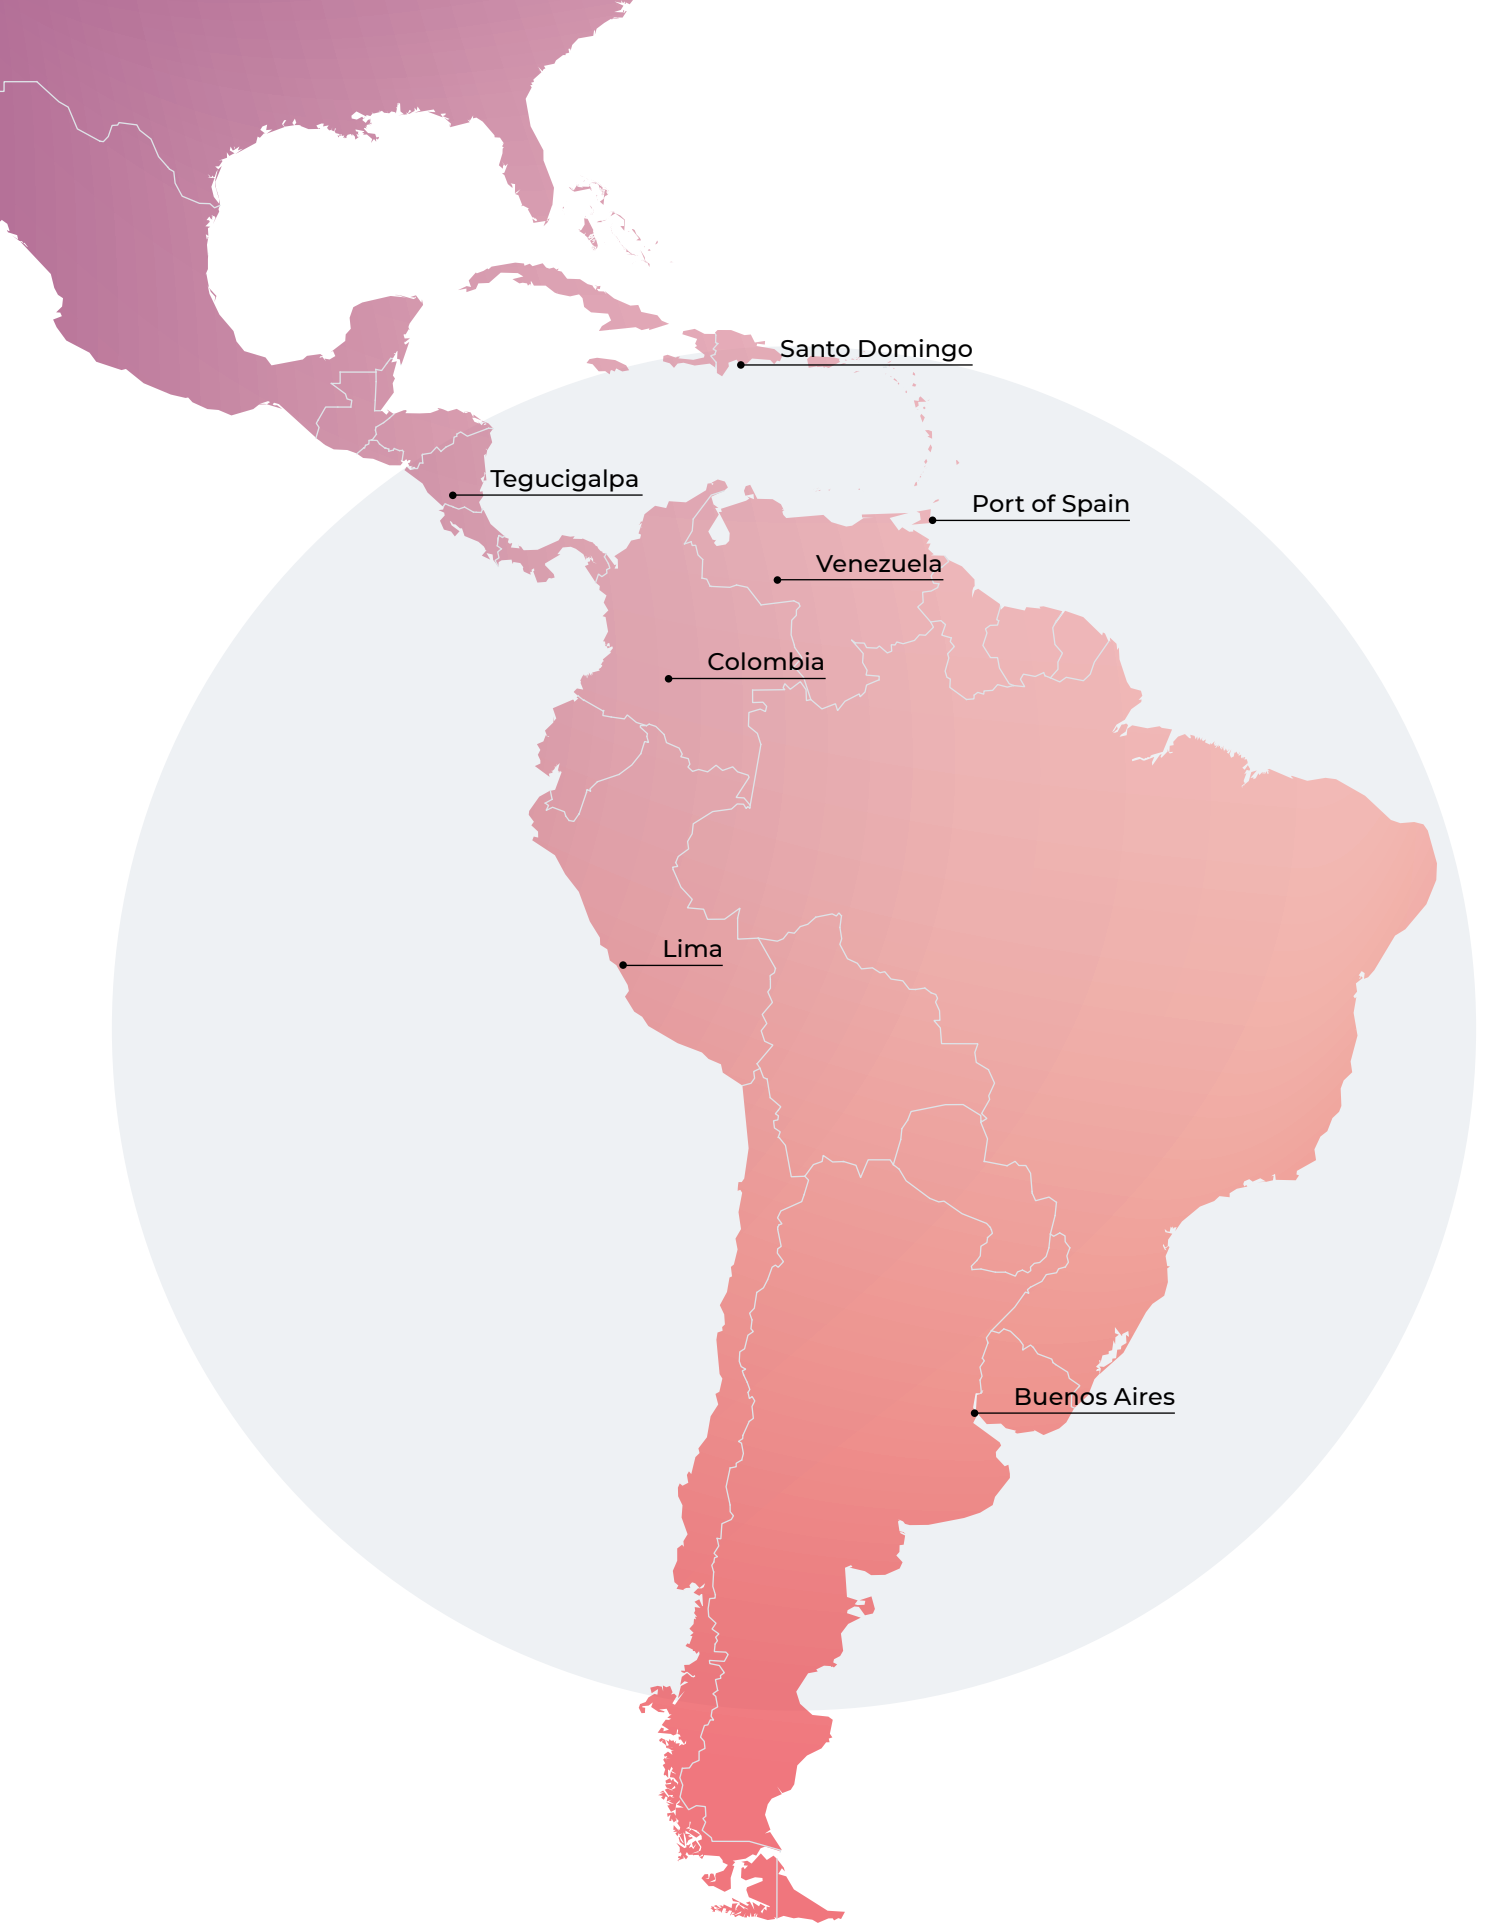 Santo Domingo
Tegucigalpa
Port of Spain
Venezuela
Colombia
Lima
Buenos Aires